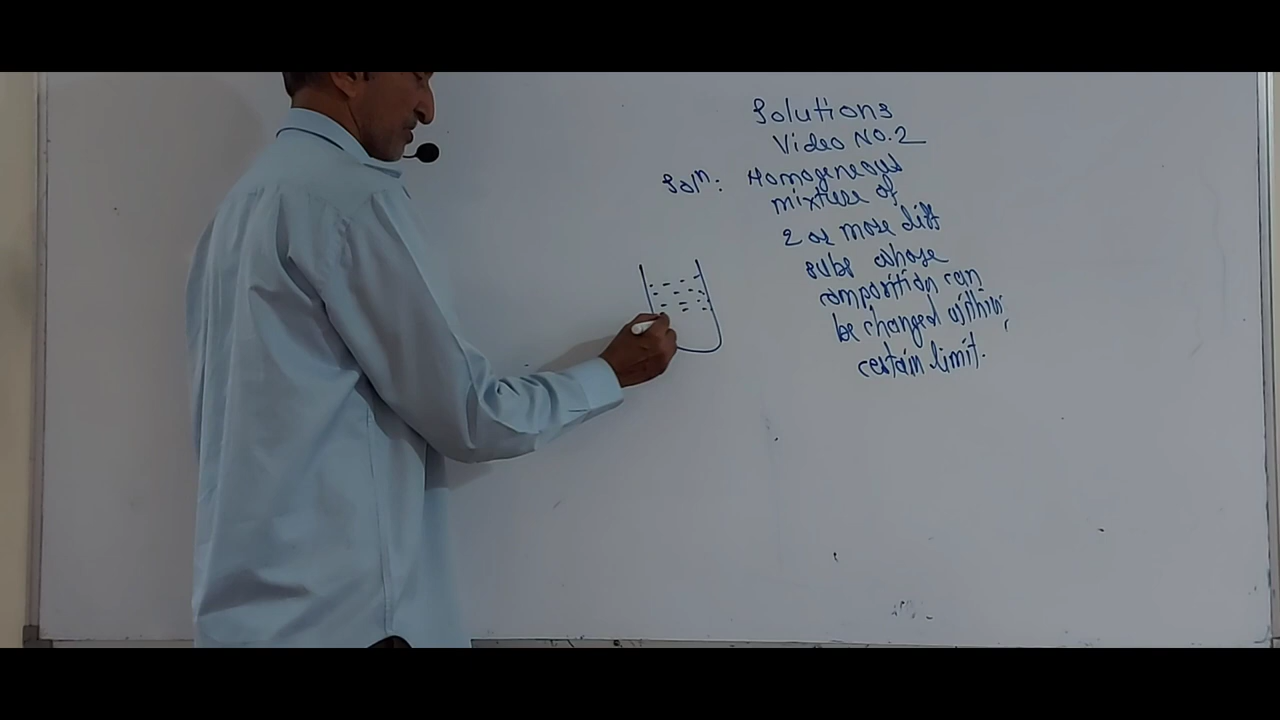 Solutions
Video No.2
Solⁿ: Homogeneous
mixture of
2 or more diff
subs whose
composition can
be changed within
certain limit.